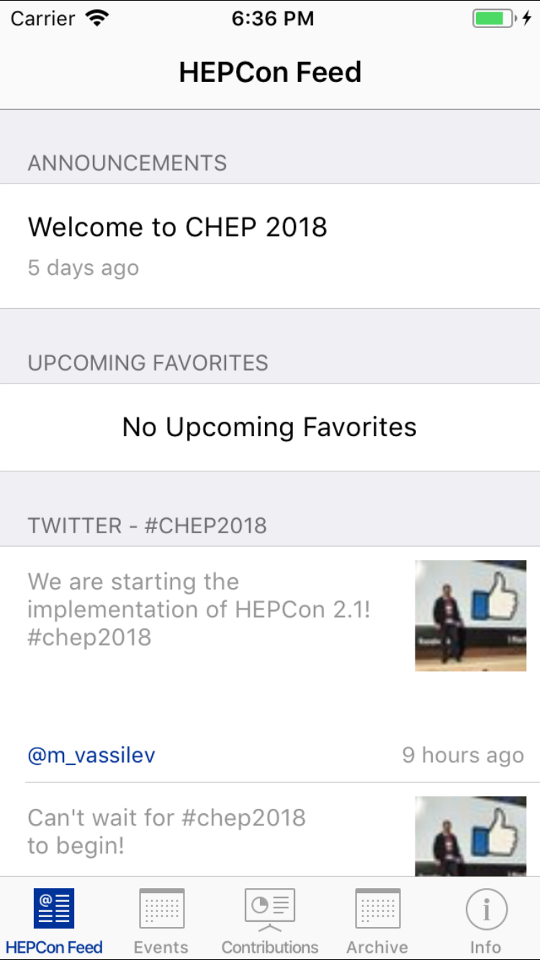 Carrier 6:36 PM
HEPCon Feed
ANNOUNCEMENTS
Welcome to CHEP 2018
5 days ago
UPCOMING FAVORITES
No Upcoming Favorites
TWITTER - #CHEP2018
We are starting the
implementation of HEPCon 2.1!
#chep2018
@m_vassilev 9 hours ago
Can't wait for #chep2018
to begin!
HEPCon Feed Events Contributions Archive Info